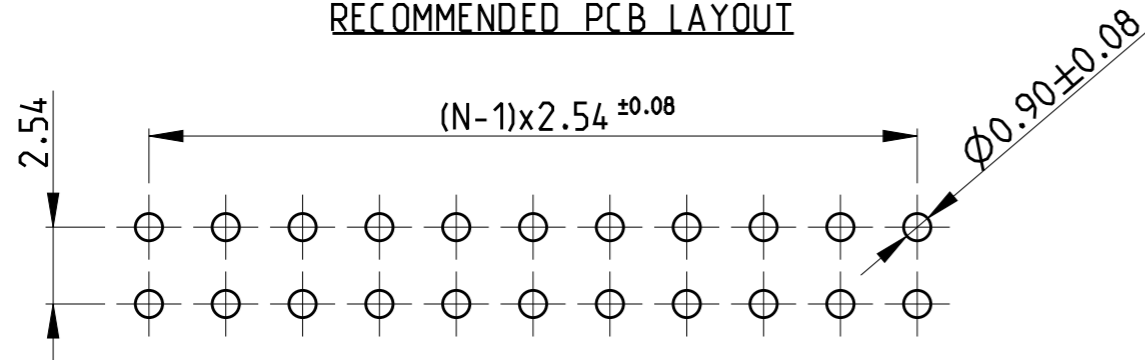 RECOMMENDED PCB LAYOUT
(N-1)x2.54 ±0.08
2.54
Ø0.90±0.08